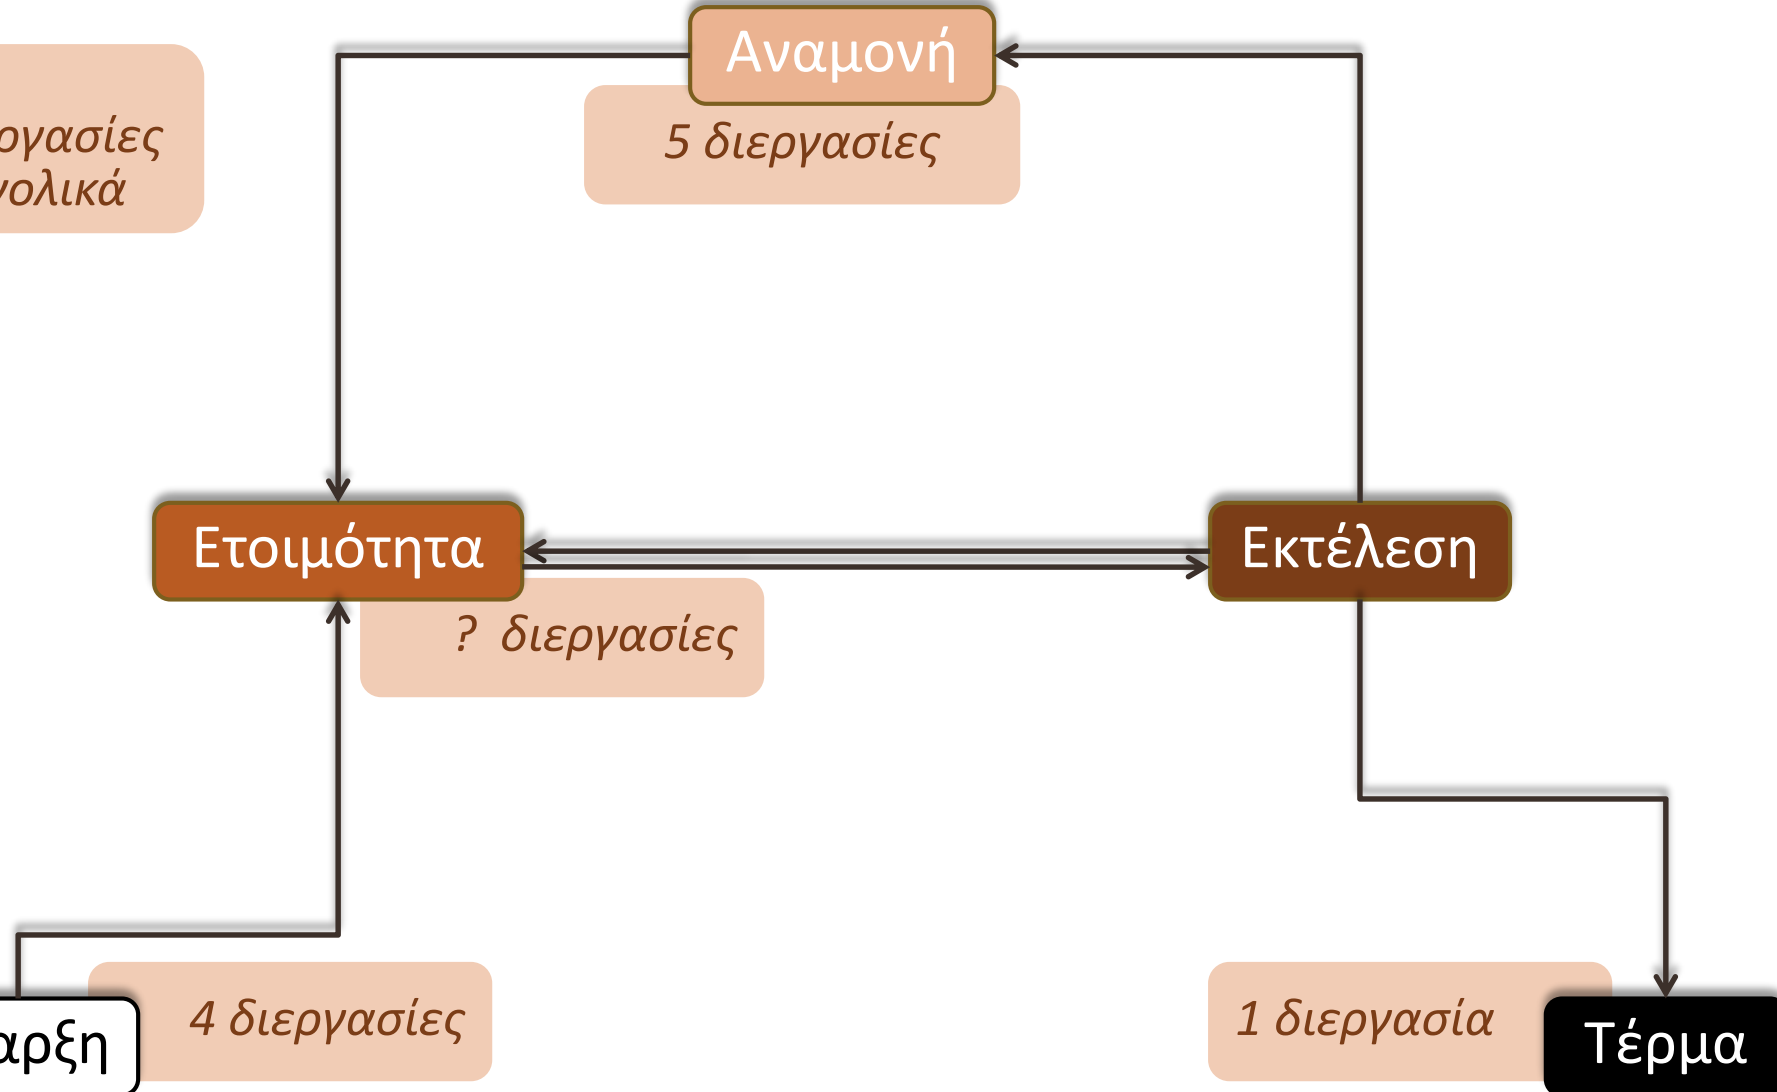 Αναμονή
5 διεργασίες
Ετοιμότητα
Εκτέλεση
? διεργασίες
4 διεργασίες
1 διεργασία
Τέρμα